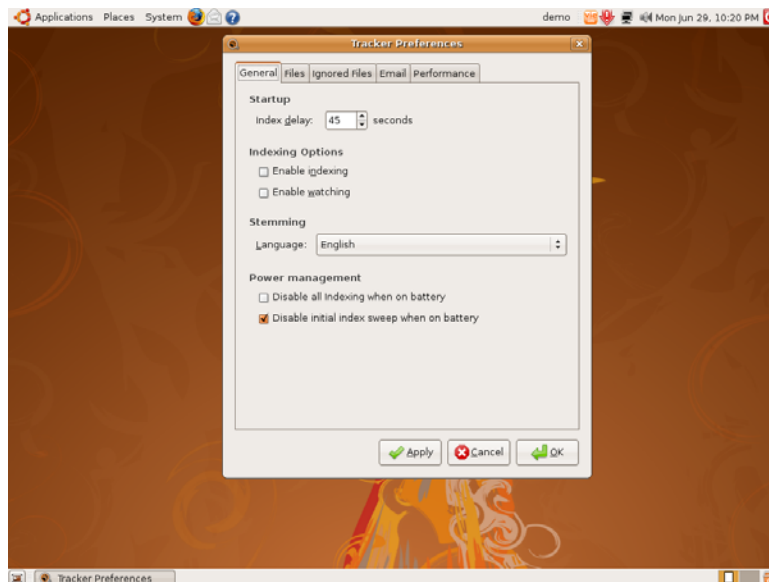 Applications Places System demo Mon Jun 29, 10:20 PM
Tracker Preferences
General Files Ignored Files Email Performance
Startup
Index delay: 45 seconds
Indexing Options
Enable indexing
Enable watching
Stemming
Language: English
Power management
Disable all Indexing when on battery
Disable initial index sweep when on battery
Apply Cancel OK
Tracker Preferences